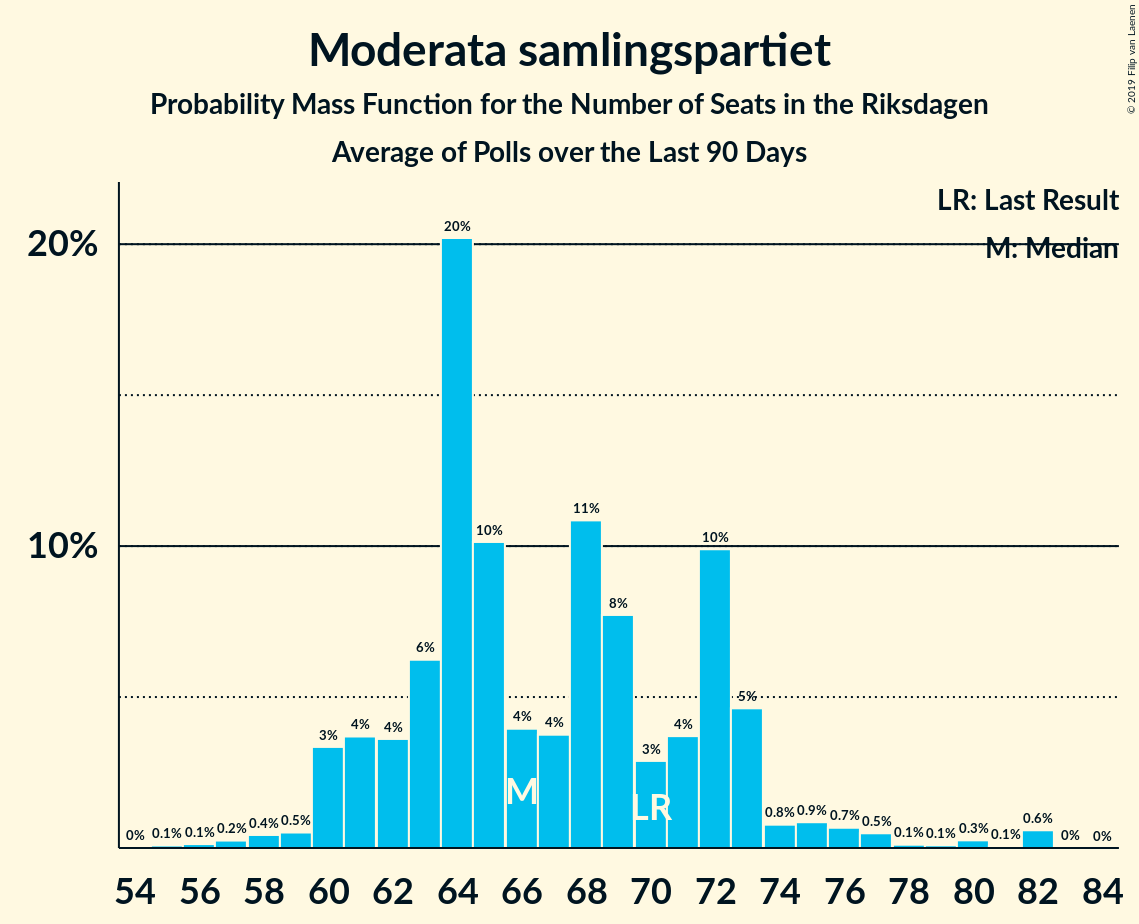 Moderata samlingspartiet
Probability Mass Function for the Number of Seats in the Riksdagen
Average of Polls over the Last 90 Days
© 2019 Filip van Laenen
LR: Last Result
M: Median
20%
10%
0% 0.1% 0.1% 0.2% 0.4% 0.5% 3% 4% 4% 6% 20% 10% 4% 4% 11% 8% 3% 4% 10% 5% 0.8% 0.9% 0.7% 0.5% 0.1% 0.1% 0.3% 0.1% 0.6% 0% 0%
M
LR
54 56 58 60 62 64 66 68 70 72 74 76 78 80 82 84